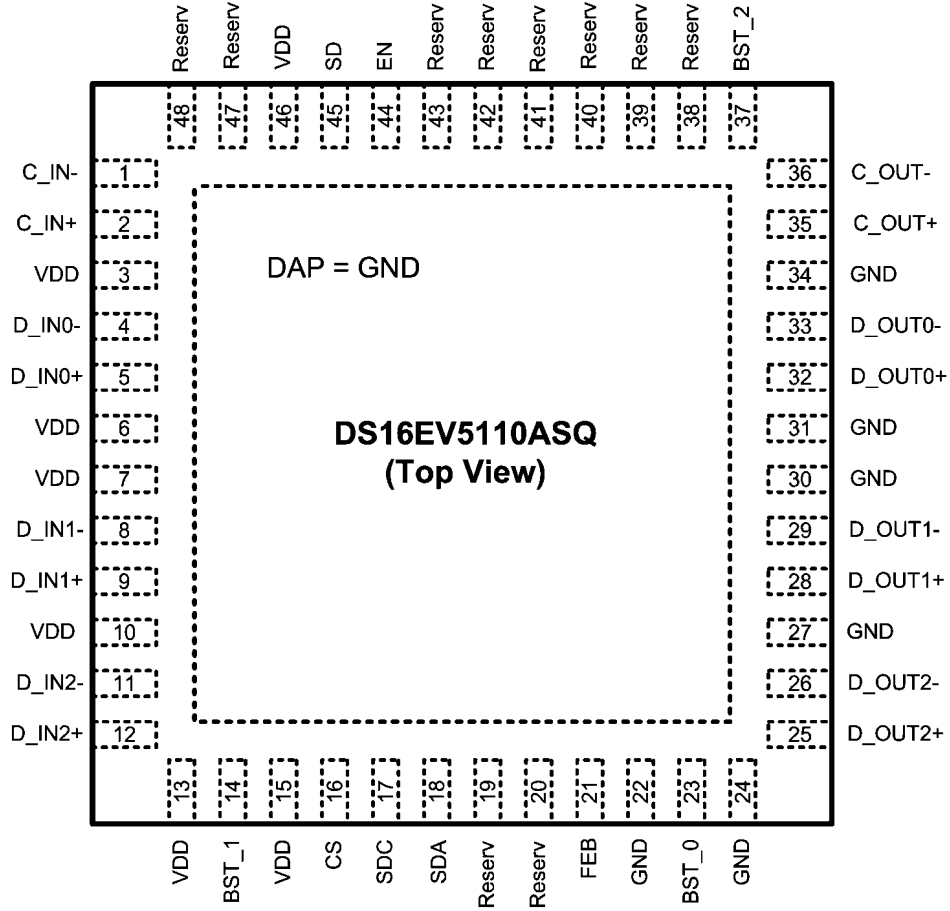 Reserv Reserv VDD SD EN Reserv Reserv Reserv Reserv Reserv Reserv BST_2
48 47 46 45 44 43 42 41 40 39 38 37
C_IN- 1 36 C_OUT-
C_IN+ 2 35 C_OUT+
VDD 3 34 GND
DAP = GND
D_IN0- 4 33 D_OUT0-
D_IN0+ 5 32 D_OUT0+
VDD 6 31 GND
DS16EV5110ASQ
(Top View)
VDD 7 30 GND
D_IN1- 8 29 D_OUT1-
D_IN1+ 9 28 D_OUT1+
VDD 10 27 GND
D_IN2- 11 26 D_OUT2-
D_IN2+ 12 25 D_OUT2+
13 14 15 16 17 18 19 20 21 22 23 24
VDD BST_1 VDD CS SDC SDA Reserv Reserv FEB GND BST_0 GND